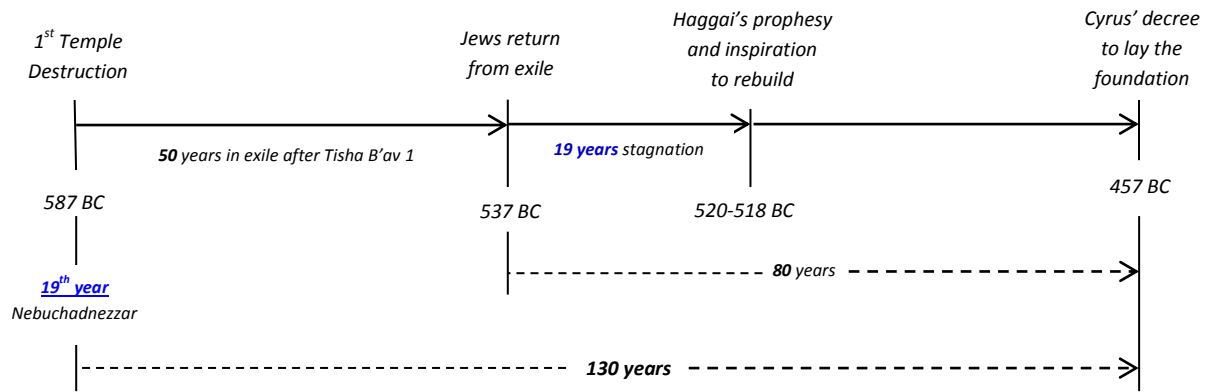 1st Temple
Destruction
Jews return
from exile
Haggai’s prophesy
and inspiration
to rebuild
Cyrus’ decree
to lay the
foundation
50 years in exile after Tisha B’av 1
19 years stagnation
587 BC
537 BC
520-518 BC
457 BC
80 years
19th year
Nebuchadnezzar
130 years